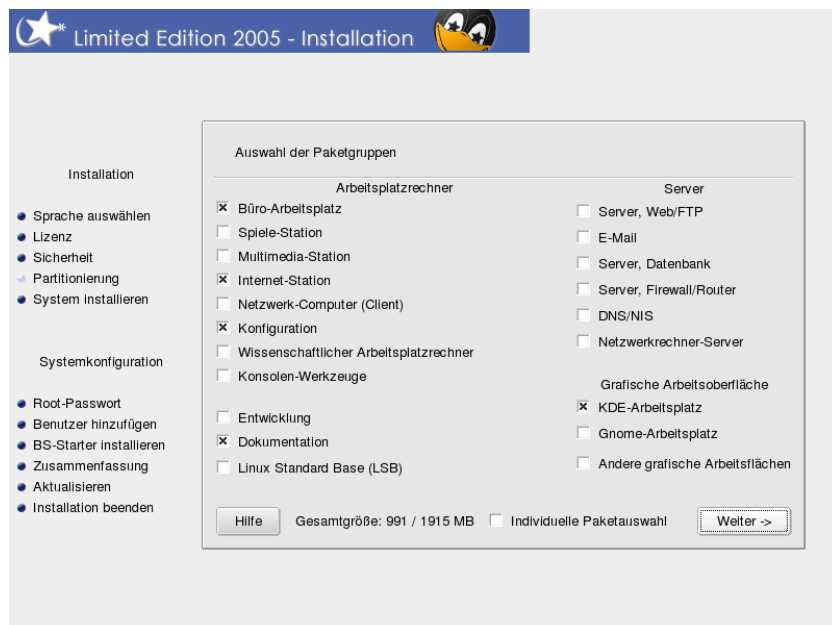 Limited Edition 2005 - Installation
Installation
Sprache auswählen
Lizenz
Sicherheit
Partitionierung
System installieren
Systemkonfiguration
Root-Passwort
Benutzer hinzufügen
BS-Starter installieren
Zusammenfassung
Aktualisieren
Installation beenden
Auswahl der Paketgruppen
Arbeitsplatzrechner
Büro-Arbeitsplatz
Spiele-Station
Multimedia-Station
Internet-Station
Netzwerk-Computer (Client)
Konfiguration
Wissenschaftlicher Arbeitsplatzrechner
Konsolen-Werkzeuge
Entwicklung
Dokumentation
Linux Standard Base (LSB)
Server
Server, Web/FTP
E-Mail
Server, Datenbank
Server, Firewall/Router
DNS/NIS
Netzwerkrechner-Server
Grafische Arbeitsoberfläche
KDE-Arbeitsplatz
Gnome-Arbeitsplatz
Andere grafische Arbeitsflächen
Hilfe
Gesamtgröße: 991 / 1915 MB
Individuelle Paketauswahl
Weiter ->